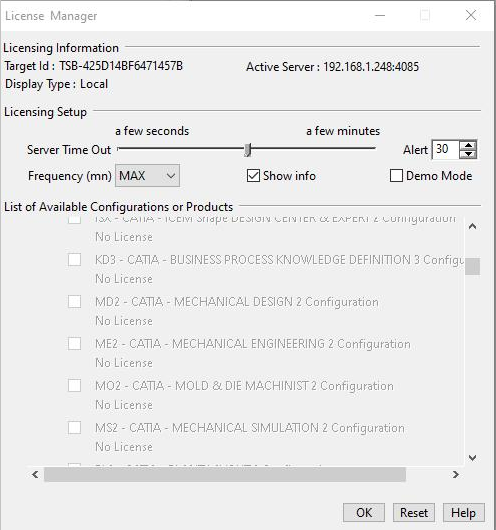 License Manager
Licensing Information
Target Id : TSB-425D14BF6471457B
Active Server : 192.168.1.248:4085
Display Type : Local
Licensing Setup
a few seconds
a few minutes
Server Time Out
Alert 30
Frequency (mn) MAX
Show info
Demo Mode
List of Available Configurations or Products
ISX - CATIA - ICEM Shape DESIGN CENTER & EXPERT 2 Configuration
No License
KD3 - CATIA - BUSINESS PROCESS KNOWLEDGE DEFINITION 3 Configu
No License
MD2 - CATIA - MECHANICAL DESIGN 2 Configuration
No License
ME2 - CATIA - MECHANICAL ENGINEERING 2 Configuration
No License
MO2 - CATIA - MOLD & DIE MACHINIST 2 Configuration
No License
MS2 - CATIA - MECHANICAL SIMULATION 2 Configuration
No License
OK
Reset
Help